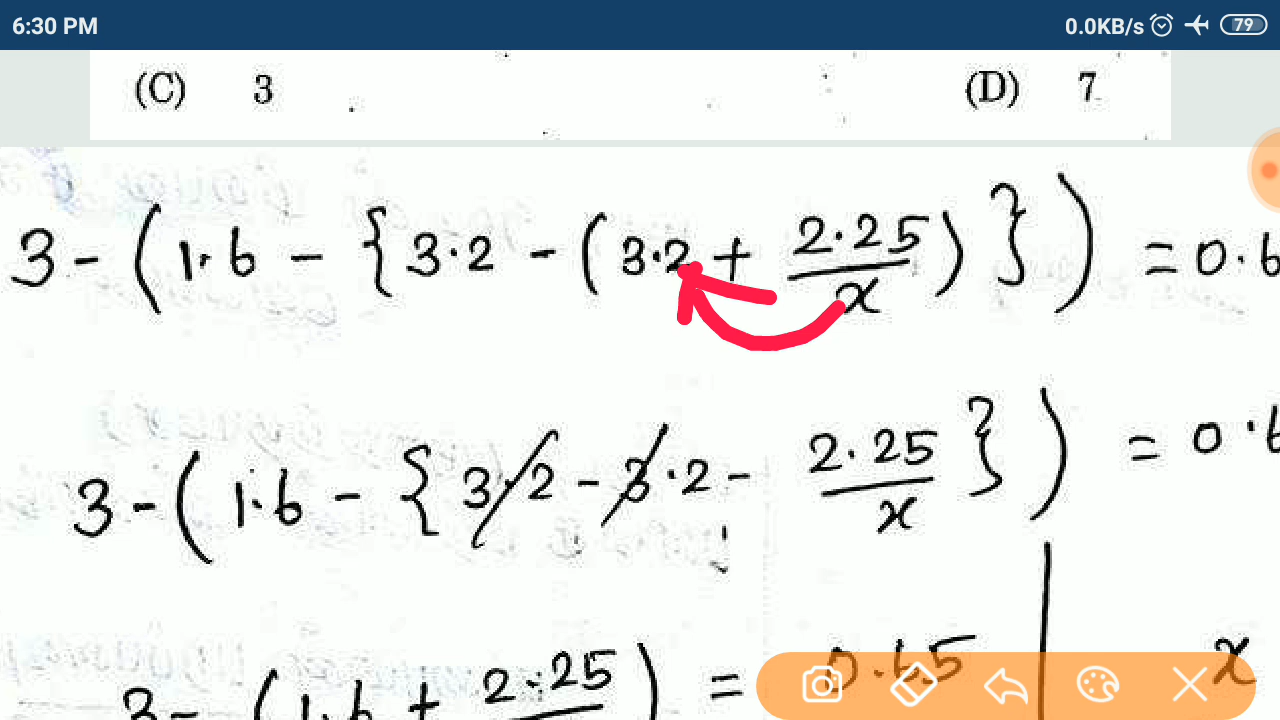 6:30 PM 0.0KB/s 79
(C) 3 (D) 7
3 - ( 1.6 - { 3.2 - ( 3.2 + 2.25/x ) } ) = 0.6
3 - ( 1.6 - { 3.2 - 3.2 - 2.25/x } ) = 0.6
3 - ( 1.6 + 2.25 ) = 0.65 x